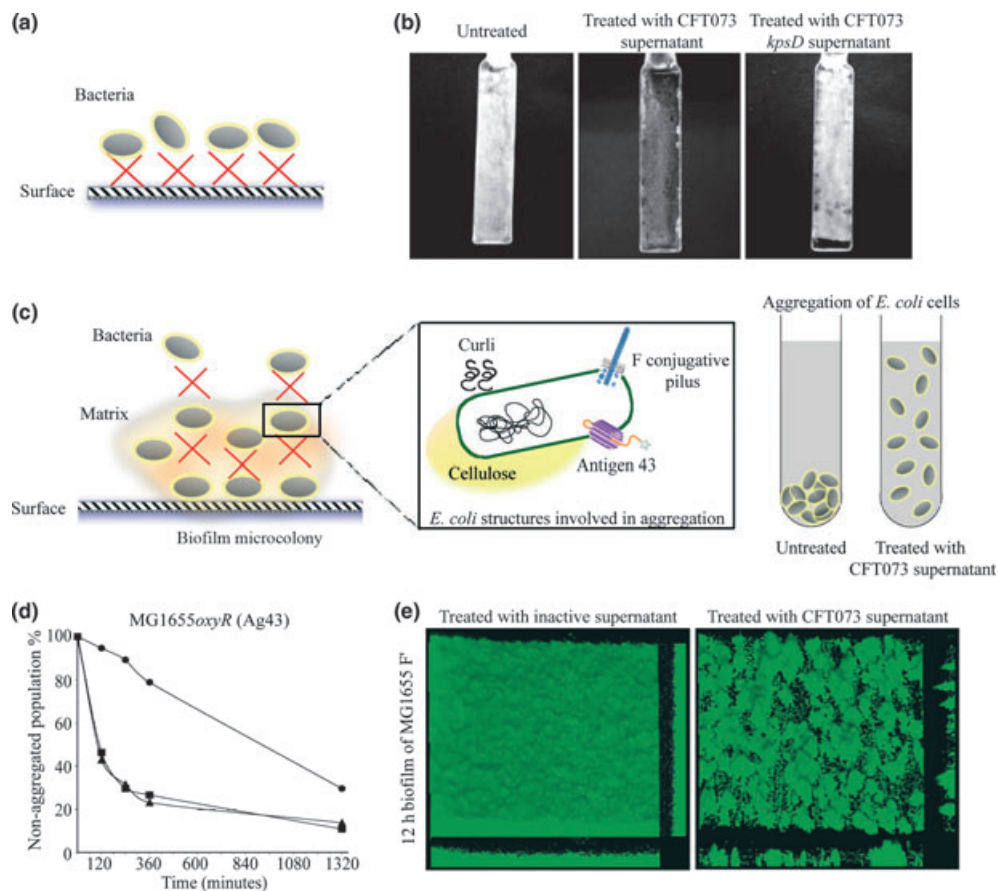 (a)
Bacteria
Surface
(b)
Untreated
Treated with CFT073
supernatant
Treated with CFT073
kpsD supernatant
(c)
Bacteria
Matrix
Surface
Biofilm microcolony
Curli
F conjugative
pilus
Cellulose
Antigen 43
E. coli structures involved in aggregation
Aggregation of E. coli cells
Untreated
Treated with
CFT073 supernatant
(d)
MG1655oxyR (Ag43)
Non-aggregated population %
100
80
60
40
20
0
120 360 600 840 1080 1320
Time (minutes)
(e)
Treated with inactive supernatant
Treated with CFT073 supernatant
12 h biofilm of MG1655 F'